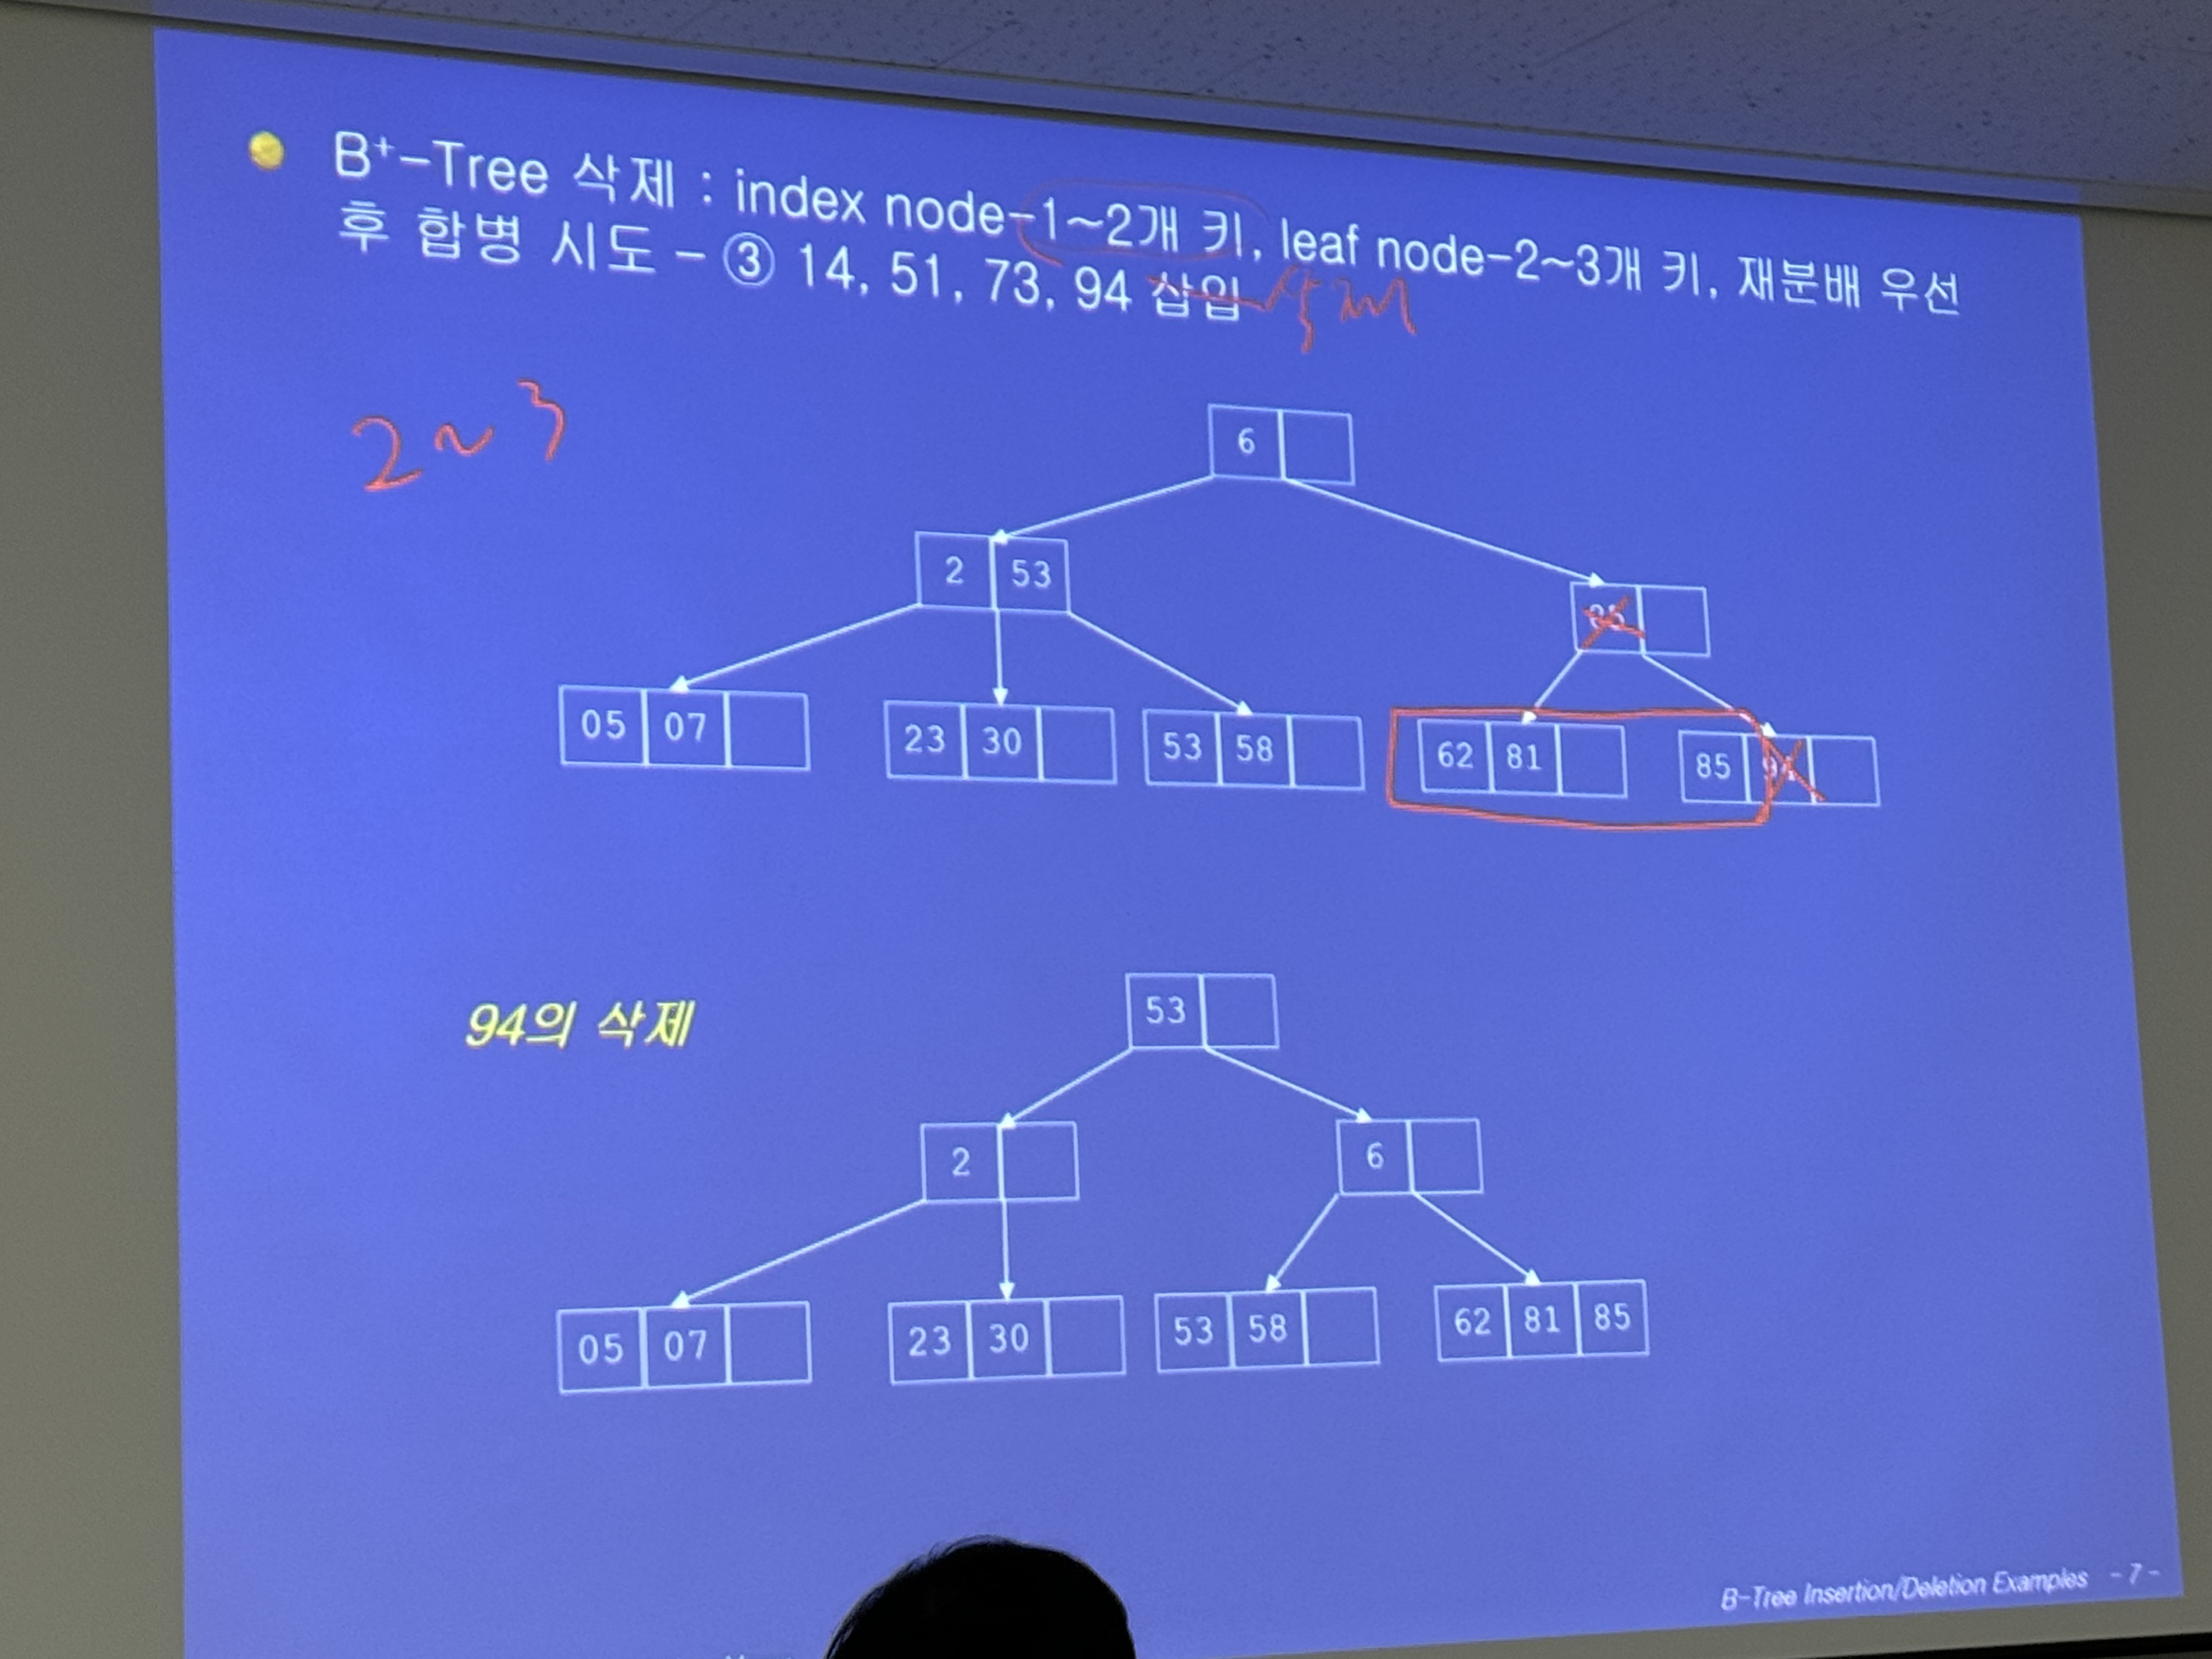 B⁺-Tree 삭제 : index node-1~2개 키, leaf node-2~3개 키, 재분배 우선
후 합병 시도 - ③ 14, 51, 73, 94 삽입 삭제
2~3
6
2 53
05 07
23 30
53 58
62 81
85 94
94의 삭제
53
2
6
05 07
23 30
53 58
62 81 85
B-Tree Insertion/Deletion Examples - 7 -